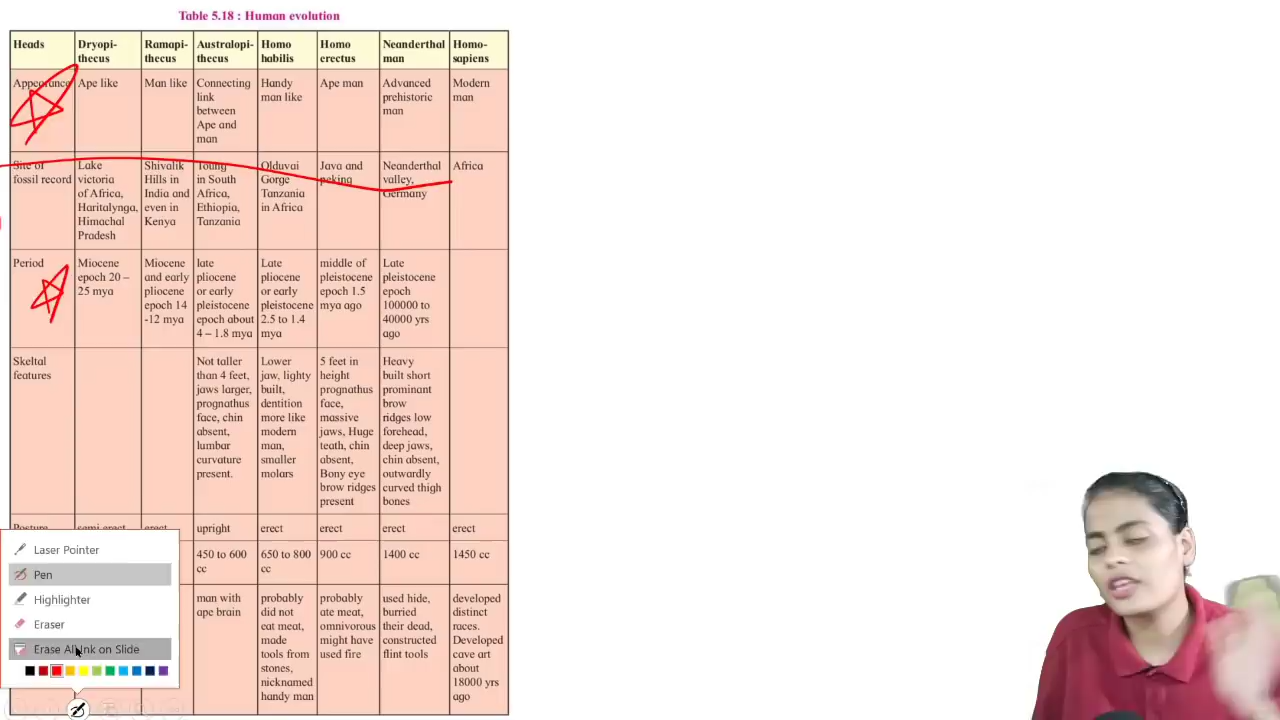 Table 5.18 : Human evolution
Heads
Dryopi-
thecus
Ramapi-
thecus
Australopi-
thecus
Homo
habilis
Homo
erectus
Neanderthal
man
Homo-
sapiens
Appearance
Ape like
Man like
Connecting
link
between
Ape and
man
Handy
man like
Ape man
Advanced
prehistoric
man
Modern
man
Site of
fossil record
Lake
victoria
of Africa,
Haritalynga,
Himachal
Pradesh
Shivalik
Hills in
India and
even in
Kenya
Toung
in South
Africa,
Ethiopia,
Tanzania
Olduvai
Gorge
Tanzania
in Africa
Java and
peking
Neanderthal
valley,
Germany
Africa
Period
Miocene
epoch 20 –
25 mya
Miocene
and early
pliocene
epoch 14
-12 mya
late
pliocene
or early
pleistocene
epoch about
4 – 1.8 mya
Late
pliocene
or early
pleistocene
2.5 to 1.4
mya
middle of
pleistocene
epoch 1.5
mya ago
Late
pleistocene
epoch
100000 to
40000 yrs
ago
Skeltal
features
Not taller
than 4 feet,
jaws larger,
prognathus
face, chin
absent,
lumbar
curvature
present.
Lower
jaw, lighty
built,
dentition
more like
modern
man,
smaller
molars
5 feet in
height
prognathus
face,
massive
jaws, Huge
teath, chin
absent,
Bony eye
brow ridges
present
Heavy
built short
prominant
brow
ridges low
forehead,
deep jaws,
chin absent,
outwardly
curved thigh
bones
Posture
semi erect
erect
upright
erect
erect
erect
erect
450 to 600
cc
650 to 800
cc
900 cc
1400 cc
1450 cc
man with
ape brain
probably
did not
eat meat,
made
tools from
stones,
nicknamed
handy man
probably
ate meat,
omnivorous
might have
used fire
used hide,
burried
their dead,
constructed
flint tools
developed
distinct
races.
Developed
cave art
about
18000 yrs
ago
Laser Pointer
Pen
Highlighter
Eraser
Erase All Ink on Slide